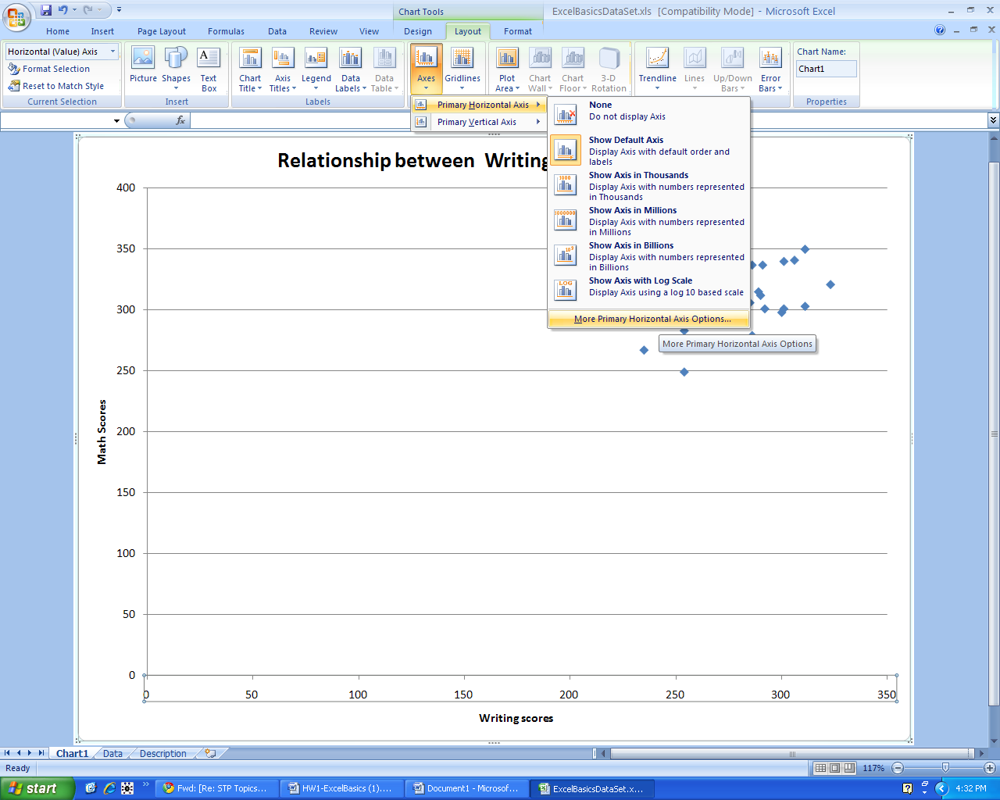 Chart Tools
ExcelBasicsDataSet.xls [Compatibility Mode] - Microsoft Excel
Home Insert Page Layout Formulas Data Review View Design Layout Format
Horizontal (Value) Axis
Format Selection
Reset to Match Style
Current Selection
Picture Shapes Text Box
Insert
Chart Title Axis Titles Legend Data Labels Data Table
Labels
Axes Gridlines
Plot Area Chart Wall Chart Floor 3-D Rotation
Trendline Lines Up/Down Bars Error Bars
Chart Name:
Chart1
Properties
fx
Primary Horizontal Axis
Primary Vertical Axis
None
Do not display Axis
Show Default Axis
Display Axis with default order and
labels
1000
Show Axis in Thousands
Display Axis with numbers represented
in Thousands
1000000
Show Axis in Millions
Display Axis with numbers represented
in Millions
10⁹
Show Axis in Billions
Display Axis with numbers represented
in Billions
LOG
Show Axis with Log Scale
Display Axis using a log 10 based scale
More Primary Horizontal Axis Options...
More Primary Horizontal Axis Options
Relationship between Writing
400
350
300
250
200
150
100
50
0
Math Scores
0 50 100 150 200 250 300 350
Writing scores
Chart1 Data Description
Ready
117%
start
Fwd: [Re: STP Topics...
HW1-ExcelBasics (1)....
Document1 - Microsof...
ExcelBasicsDataSet.x...
4:32 PM